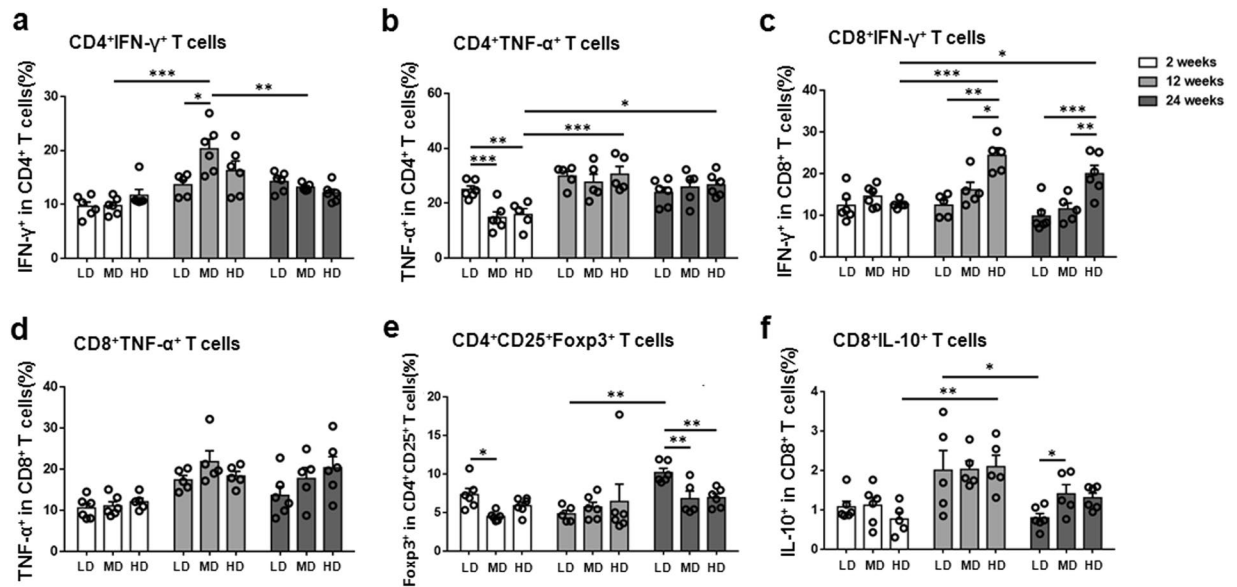 a
CD4⁺IFN-γ⁺ T cells
IFN-γ⁺ in CD4⁺ T cells(%)
30
20
10
0
***
*
**
LD MD HD LD MD HD LD MD HD
b
CD4⁺TNF-α⁺ T cells
TNF-α⁺ in CD4⁺ T cells(%)
60
40
20
0
***
**
***
*
LD MD HD LD MD HD LD MD HD
c
CD8⁺IFN-γ⁺ T cells
IFN-γ⁺ in CD8⁺ T cells(%)
40
30
20
10
0
*
***
**
*
***
**
LD MD HD LD MD HD LD MD HD
2 weeks
12 weeks
24 weeks
d
CD8⁺TNF-α⁺ T cells
TNF-α⁺ in CD8⁺ T cells(%)
40
30
20
10
0
LD MD HD LD MD HD LD MD HD
e
CD4⁺CD25⁺Foxp3⁺ T cells
Foxp3⁺ in CD4⁺CD25⁺ T cells(%)
20
15
10
5
0
*
**
**
**
LD MD HD LD MD HD LD MD HD
f
CD8⁺IL-10⁺ T cells
IL-10⁺ in CD8⁺ T cells(%)
4
3
2
1
0
*
**
*
LD MD HD LD MD HD LD MD HD